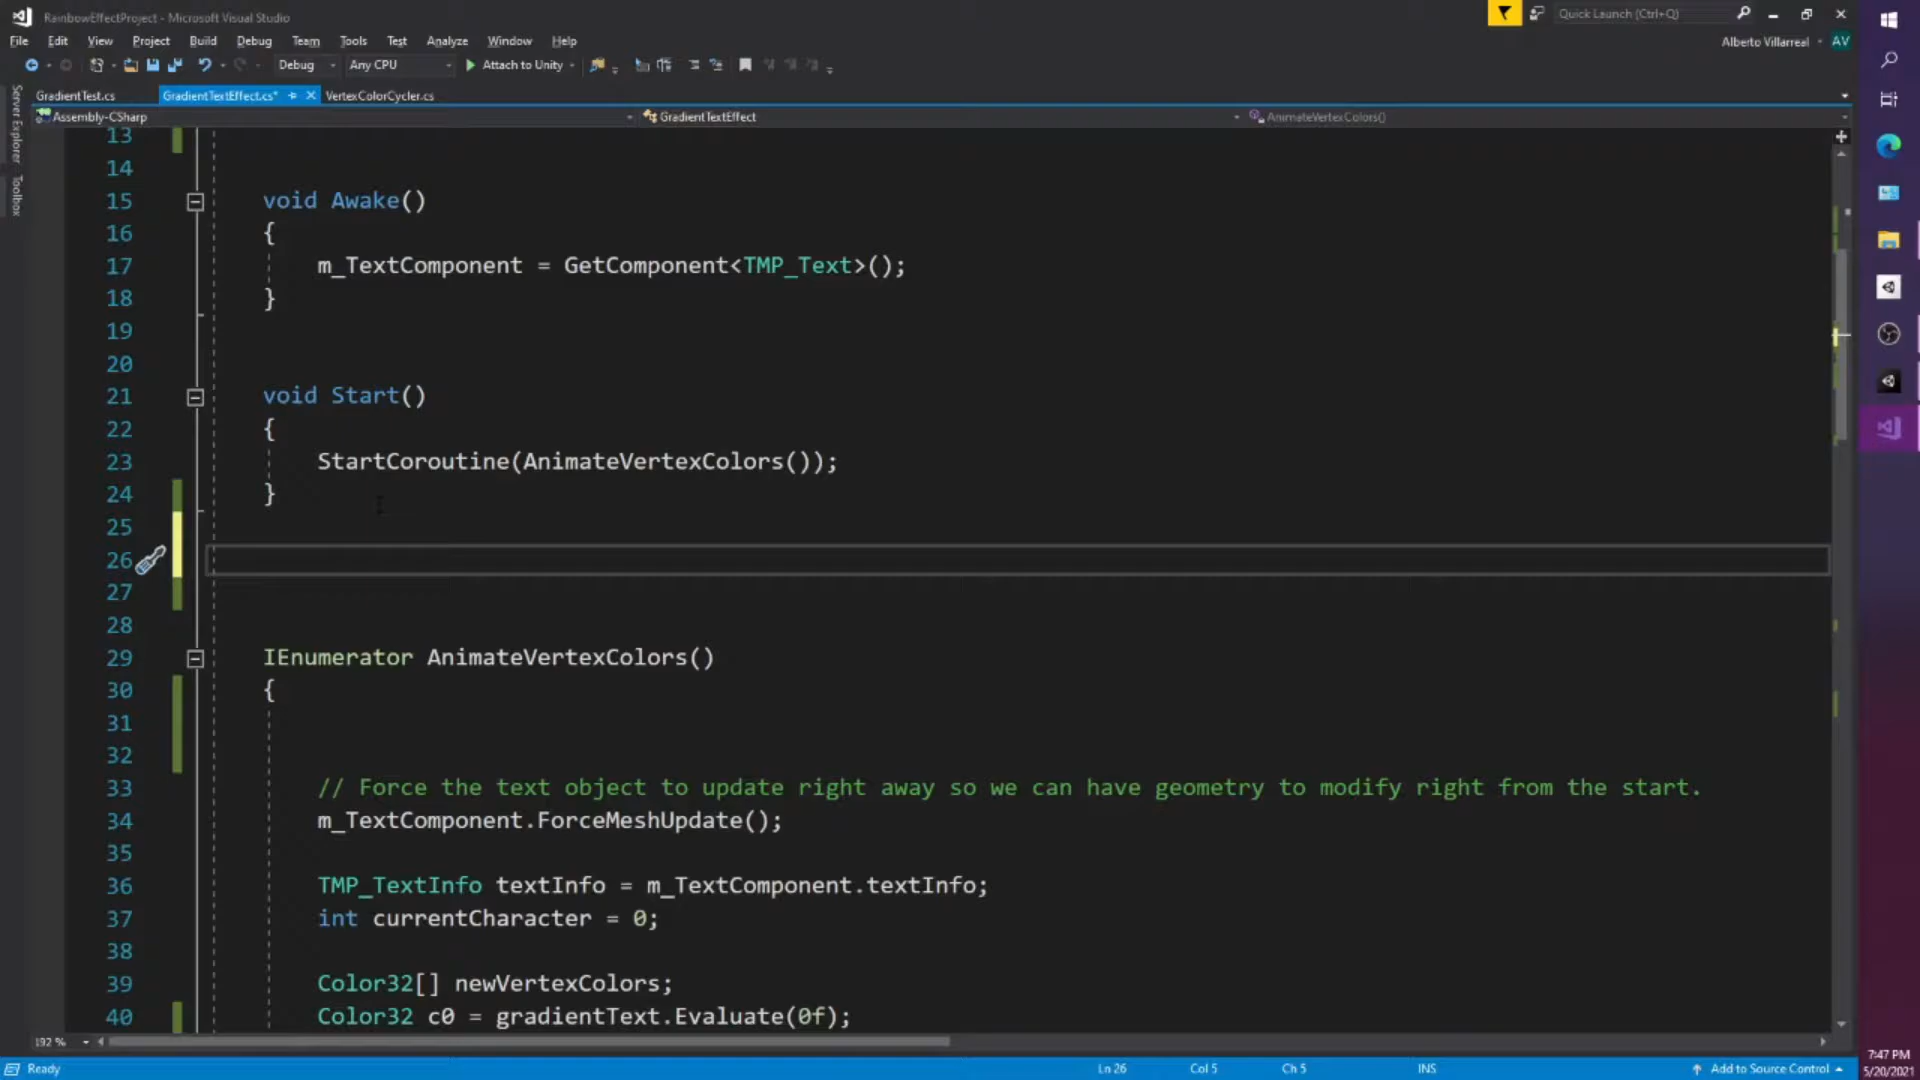 RainbowEffectProject - Microsoft Visual Studio
Quick Launch (Ctrl+Q)
File Edit View Project Build Debug Team Tools Test Analyze Window Help
Alberto Villarreal AV
Debug Any CPU Attach to Unity
GradientTest.cs GradientTextEffect.cs* VertexColorCycler.cs
Assembly-CSharp GradientTextEffect AnimateVertexColors()
Server Explorer
Toolbox
13
14
15 void Awake()
16 {
17 m_TextComponent = GetComponent<TMP_Text>();
18 }
19
20
21 void Start()
22 {
23 StartCoroutine(AnimateVertexColors());
24 }
25
26
27
28
29 IEnumerator AnimateVertexColors()
30 {
31
32
33 // Force the text object to update right away so we can have geometry to modify right from the start.
34 m_TextComponent.ForceMeshUpdate();
35
36 TMP_TextInfo textInfo = m_TextComponent.textInfo;
37 int currentCharacter = 0;
38
39 Color32[] newVertexColors;
40 Color32 c0 = gradientText.Evaluate(0f);
192 %
Ready Ln 26 Col 5 Ch 5 INS Add to Source Control
7:47 PM
5/20/2021